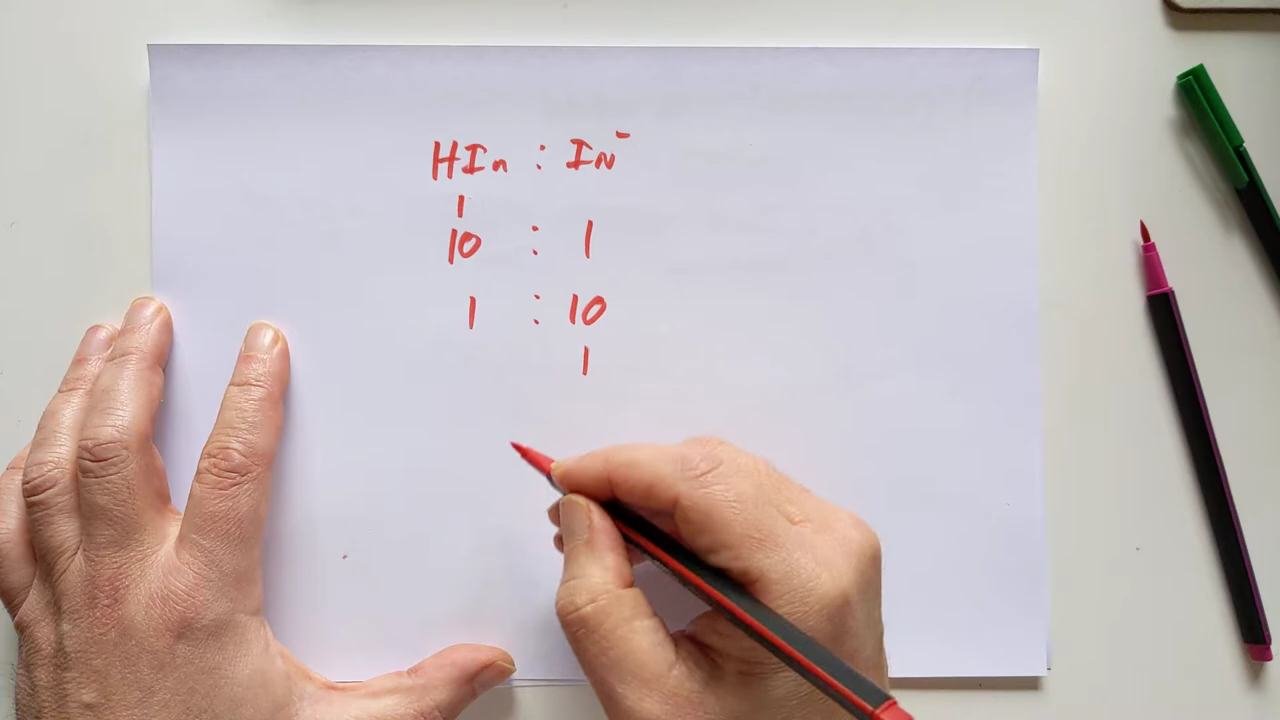 HIn : In⁻
1
10 : 1
1 : 10
1